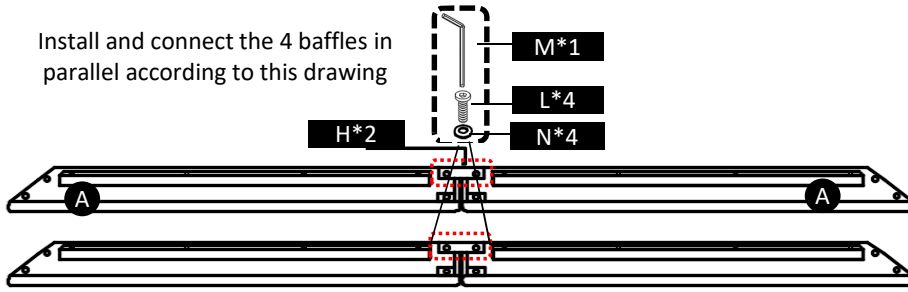 Install and connect the 4 baffles in
parallel according to this drawing
M*1
L*4
H*2
N*4
A
A